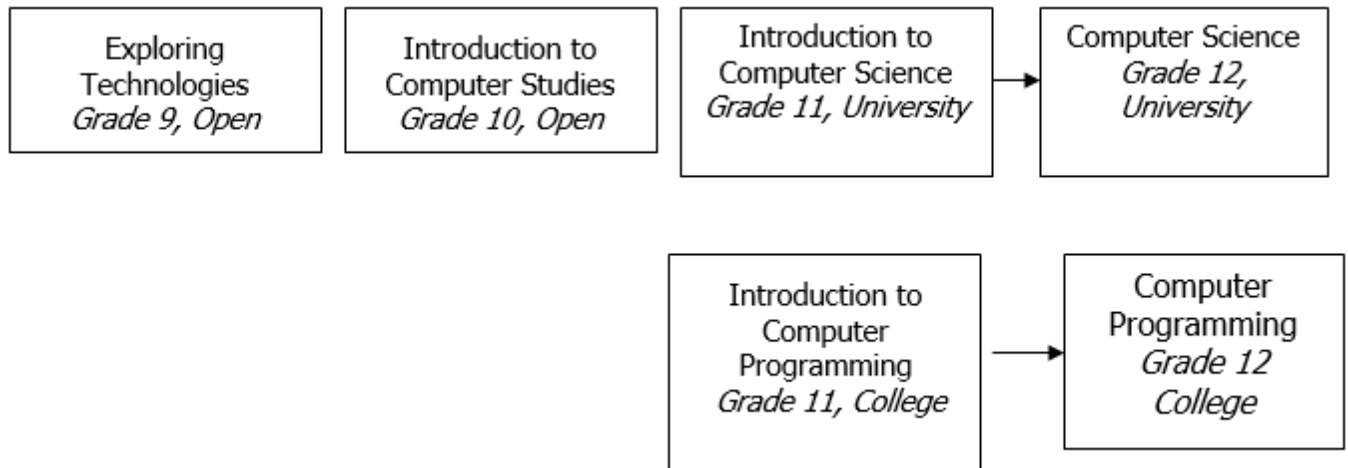 Exploring
Technologies
Grade 9, Open
Introduction to
Computer Studies
Grade 10, Open
Introduction to
Computer Science
Grade 11, University
Computer Science
Grade 12,
University
Introduction to
Computer
Programming
Grade 11, College
Computer
Programming
Grade 12
College